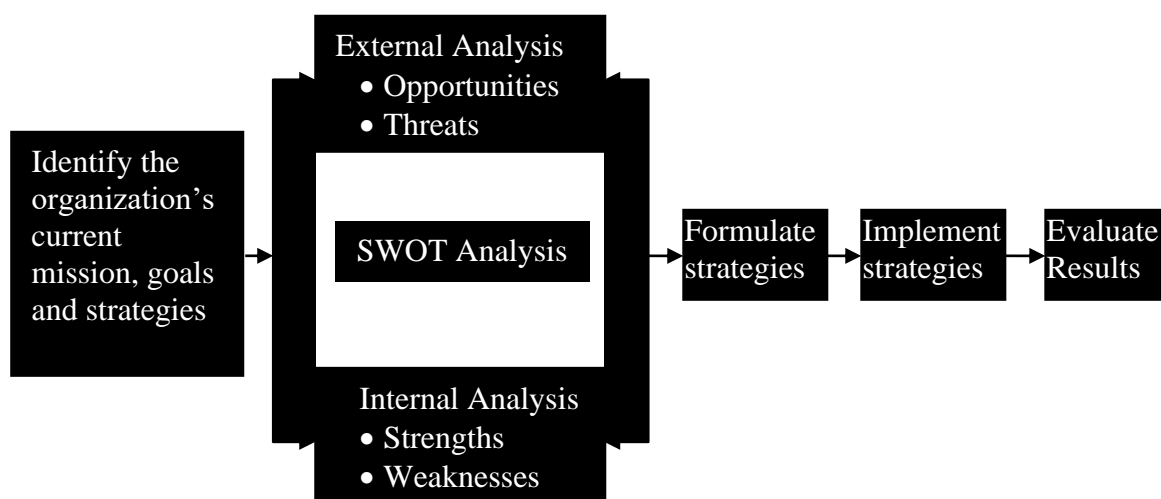 Identify the
organization’s
current
mission, goals
and strategies
External Analysis
• Opportunities
• Threats
SWOT Analysis
Internal Analysis
• Strengths
• Weaknesses
Formulate
strategies
Implement
strategies
Evaluate
Results